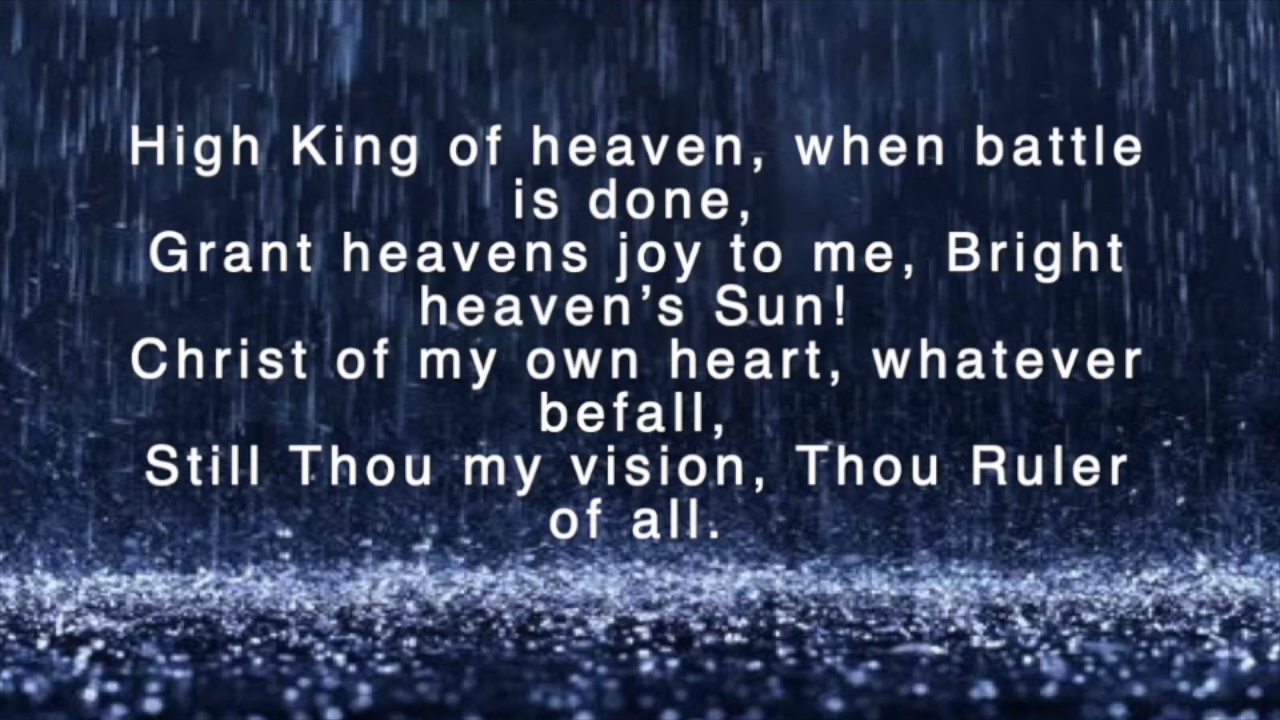 High King of heaven, when battle
is done,
Grant heavens joy to me, Bright
heaven’s Sun!
Christ of my own heart, whatever
befall,
Still Thou my vision, Thou Ruler
of all.